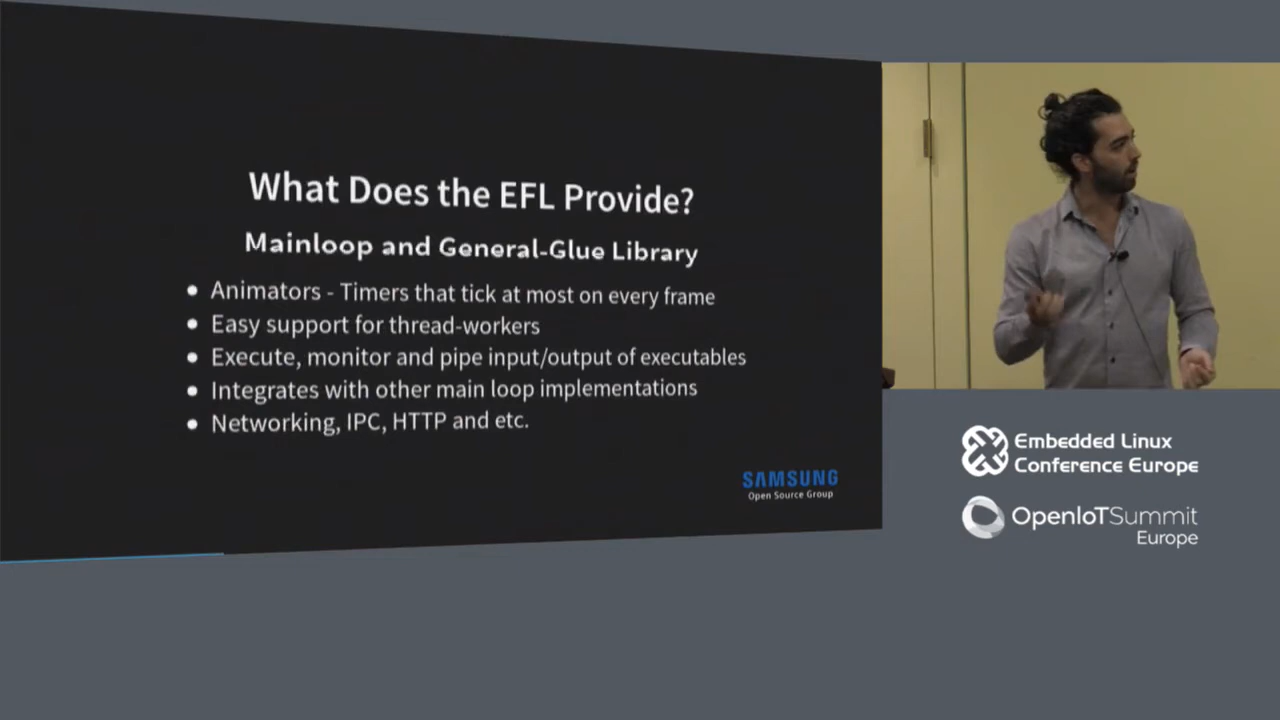 What Does the EFL Provide?
Mainloop and General-Glue Library
Animators - Timers that tick at most on every frame
Easy support for thread-workers
Execute, monitor and pipe input/output of executables
Integrates with other main loop implementations
Networking, IPC, HTTP and etc.
SAMSUNG
Open Source Group
Embedded Linux
Conference Europe
OpenIoTSummit
Europe